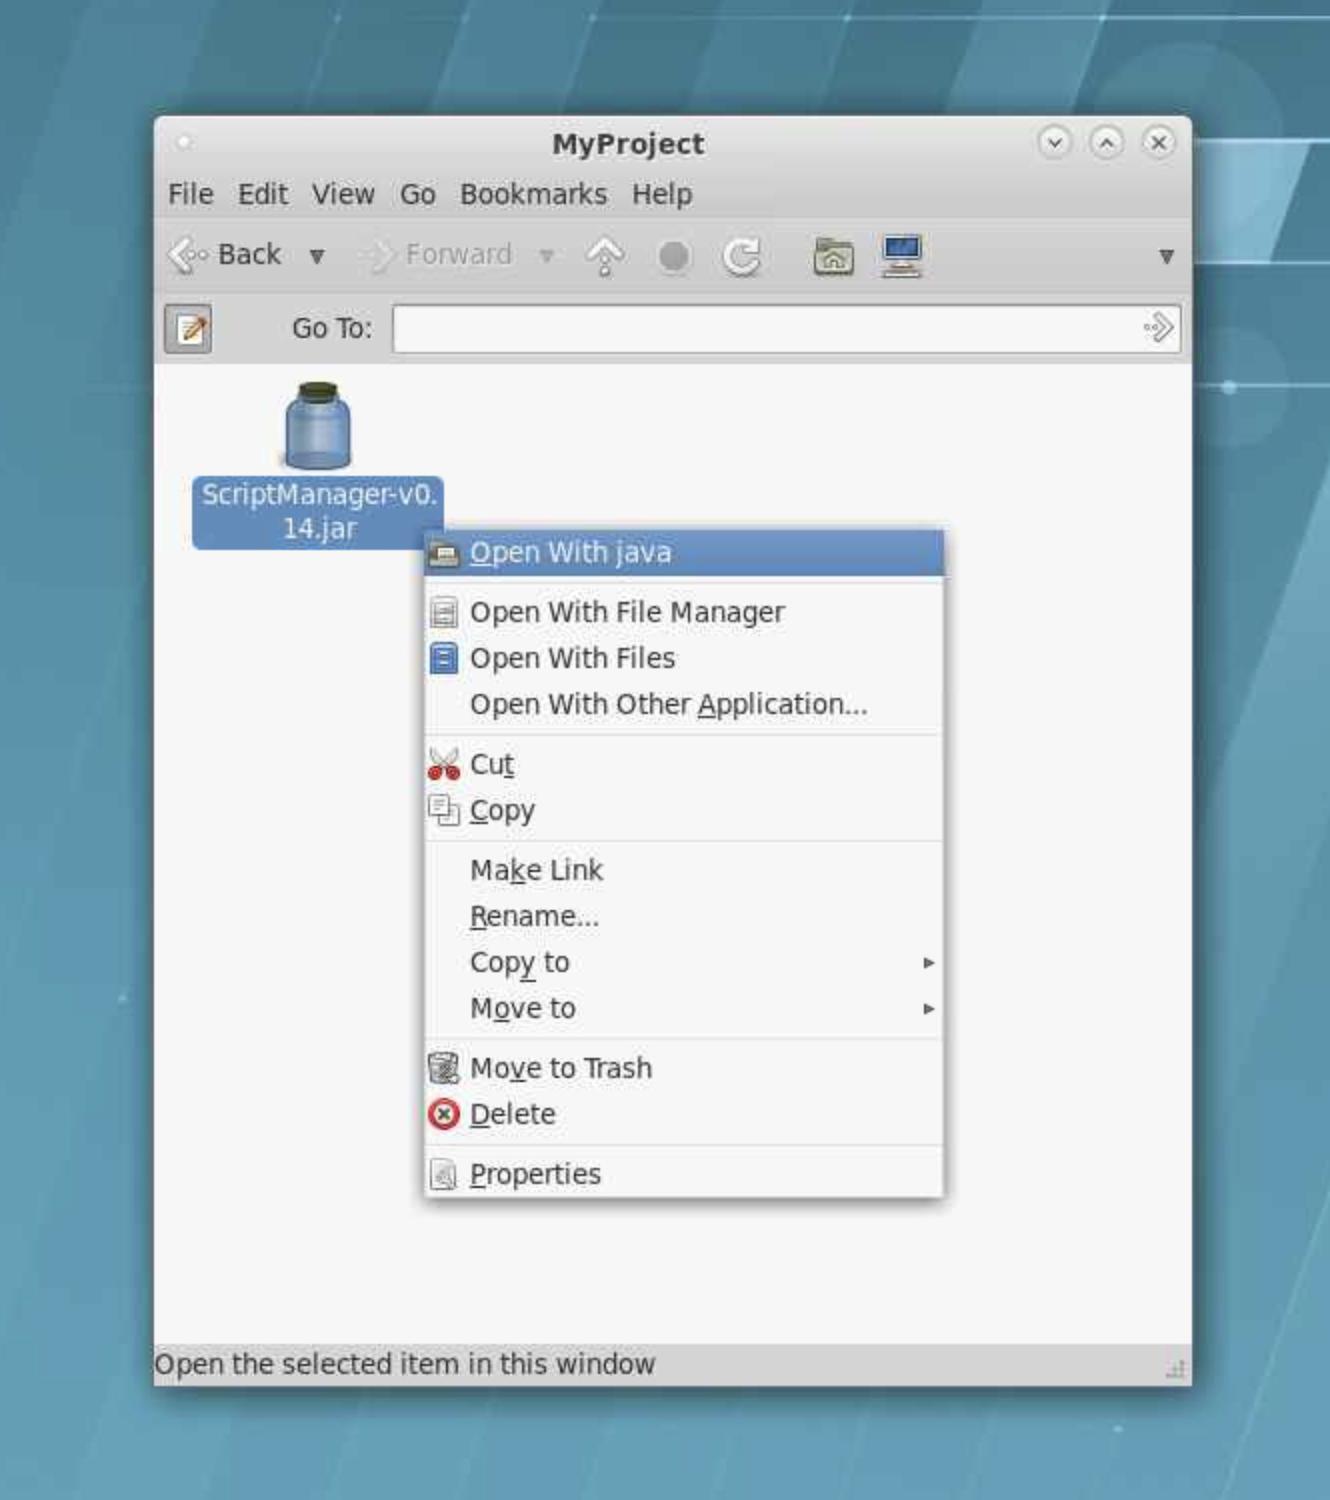 MyProject
File Edit View Go Bookmarks Help
Back Forward
Go To:
ScriptManager-v0.
14.jar
Open With java
Open With File Manager
Open With Files
Open With Other Application...
Cut
Copy
Make Link
Rename...
Copy to
Move to
Move to Trash
Delete
Properties
Open the selected item in this window